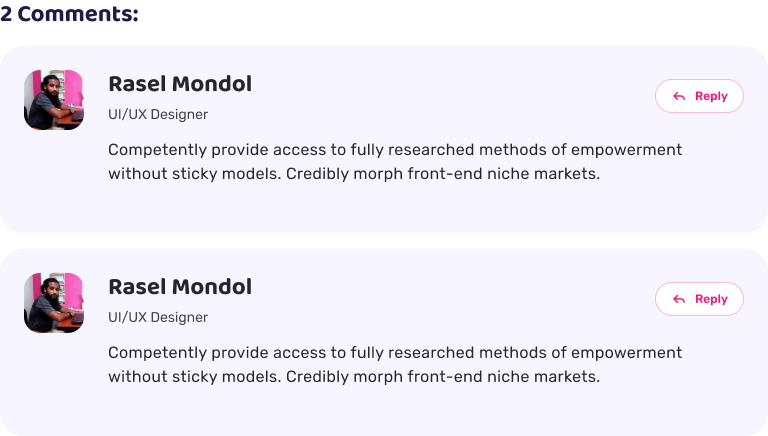 2 Comments:
Rasel Mondol
Reply
UI/UX Designer
Competently provide access to fully researched methods of empowerment
without sticky models. Credibly morph front-end niche markets.
Rasel Mondol
Reply
UI/UX Designer
Competently provide access to fully researched methods of empowerment
without sticky models. Credibly morph front-end niche markets.